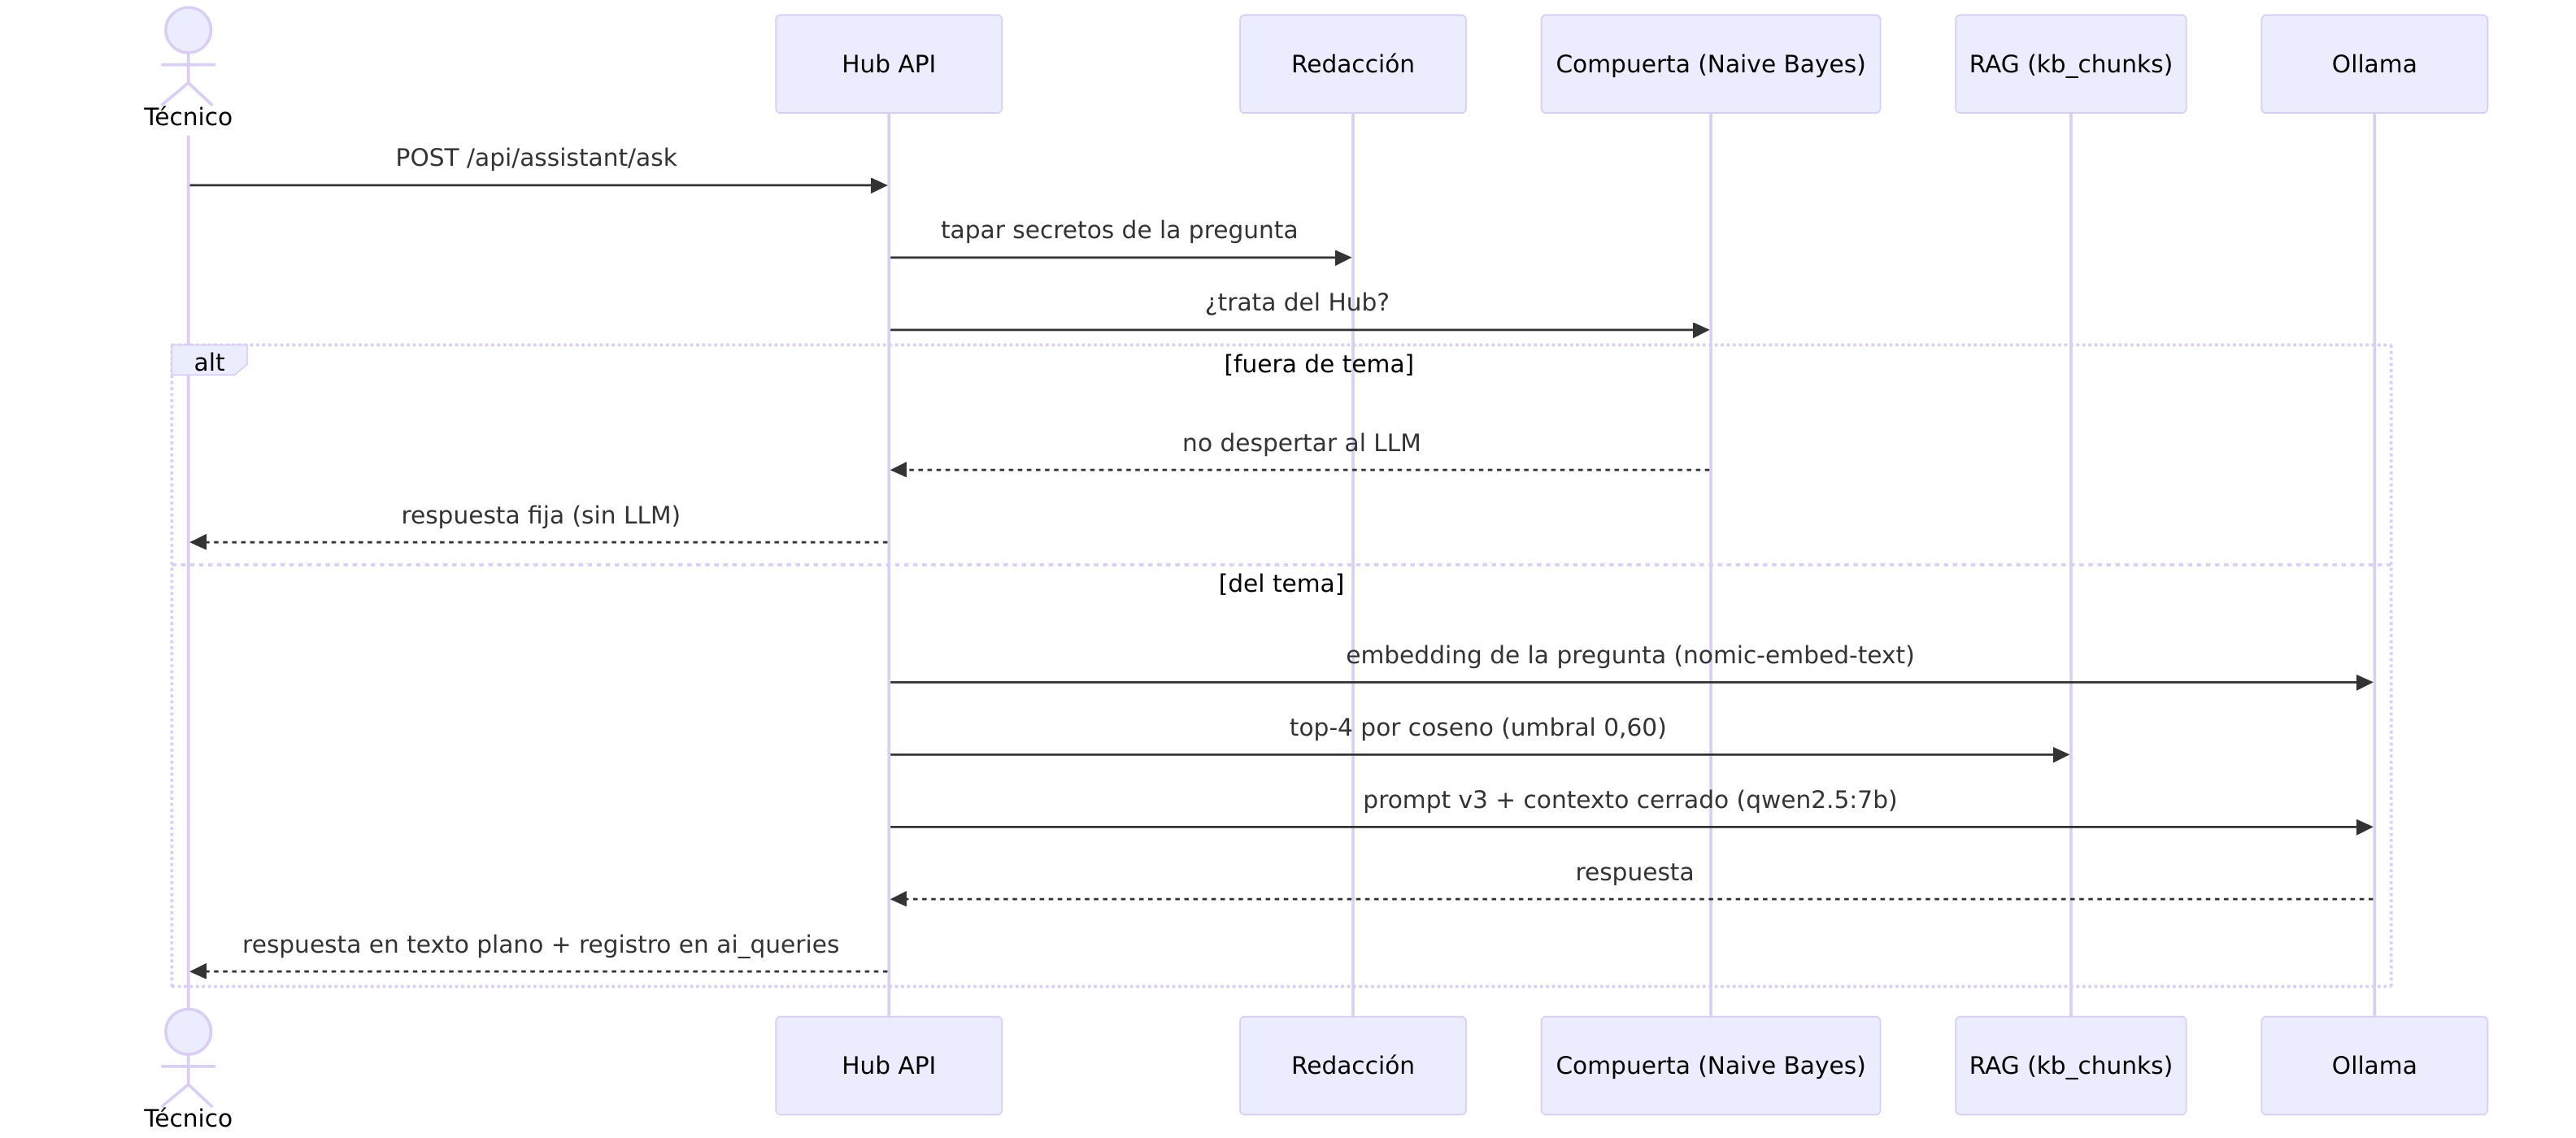 Técnico
Hub API
Redacción
Compuerta (Naive Bayes)
RAG (kb_chunks)
Ollama
POST /api/assistant/ask
tapar secretos de la pregunta
¿trata del Hub?
alt
[fuera de tema]
no despertar al LLM
respuesta fija (sin LLM)
[del tema]
embedding de la pregunta (nomic-embed-text)
top-4 por coseno (umbral 0,60)
prompt v3 + contexto cerrado (qwen2.5:7b)
respuesta
respuesta en texto plano + registro en ai_queries
Técnico
Hub API
Redacción
Compuerta (Naive Bayes)
RAG (kb_chunks)
Ollama